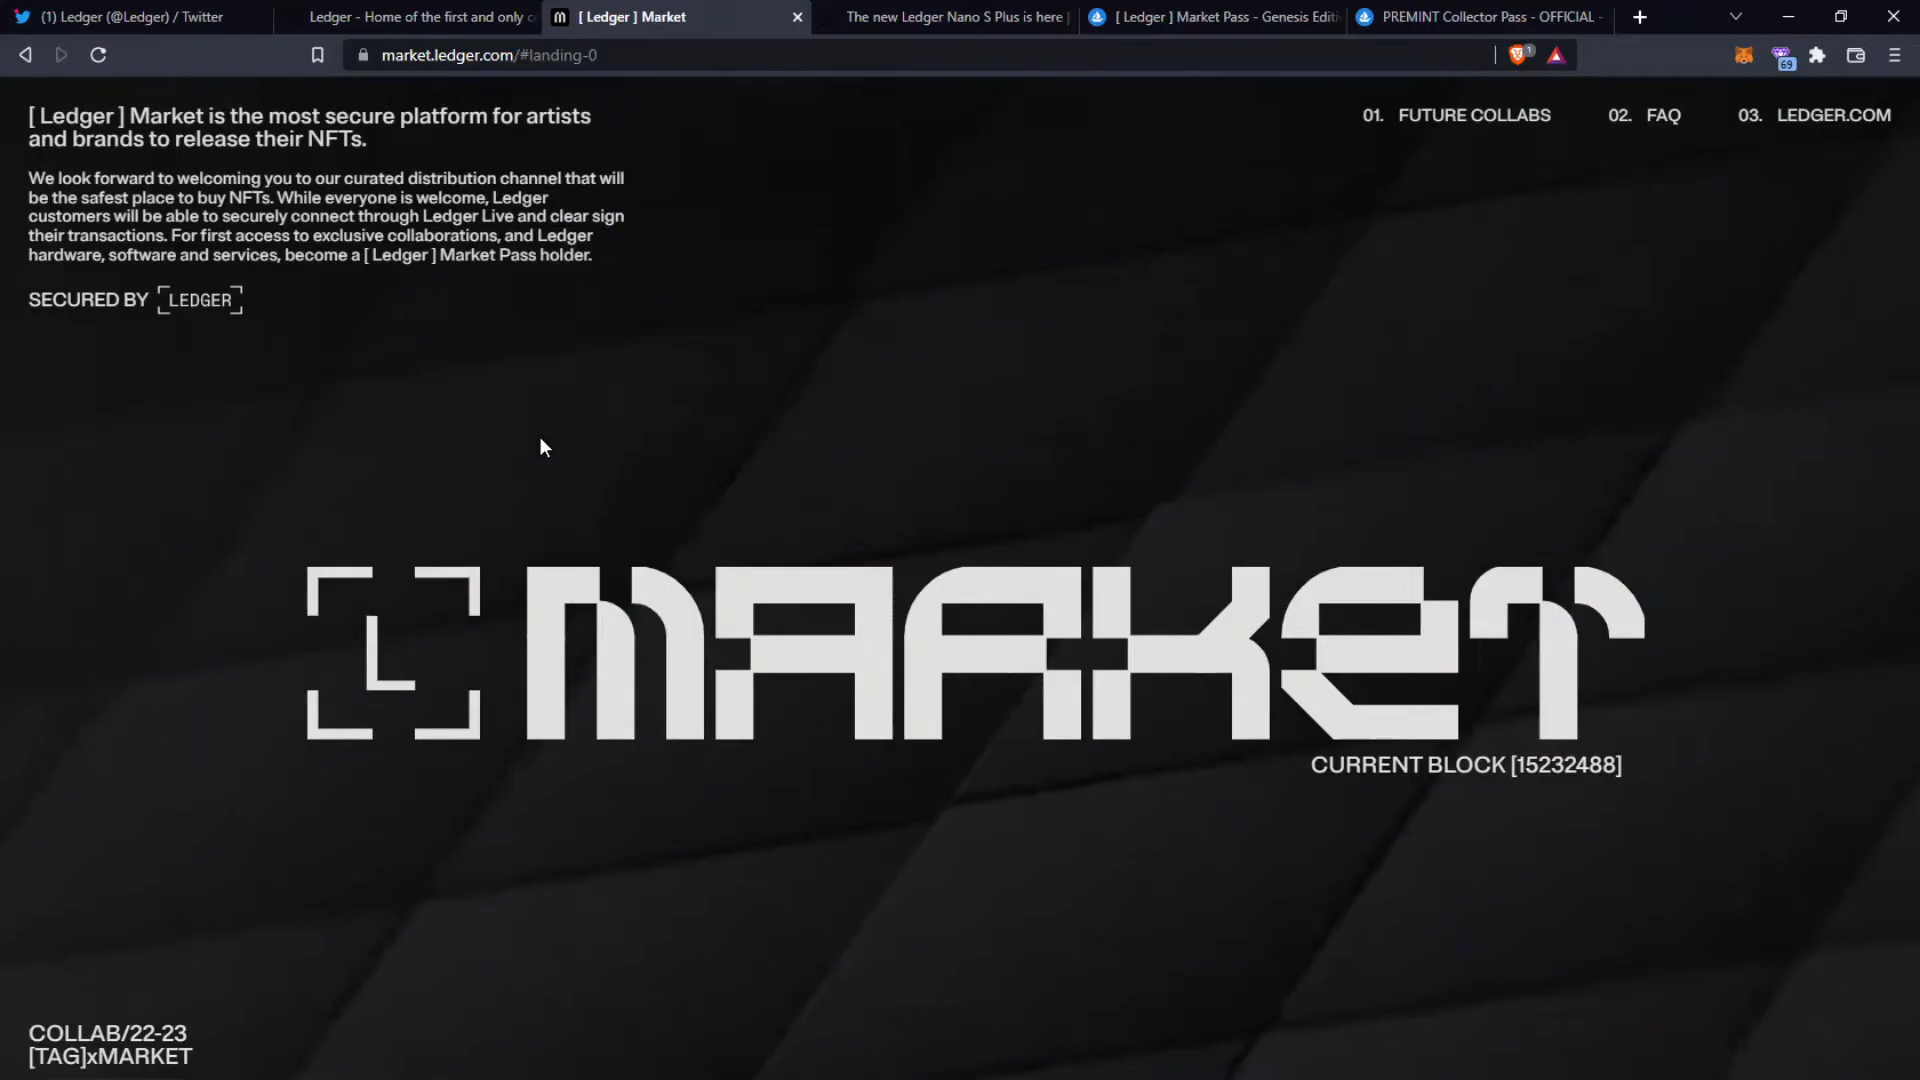 (1) Ledger (@Ledger) / Twitter
Ledger - Home of the first and only c
[ Ledger ] Market
The new Ledger Nano S Plus is here |
[ Ledger ] Market Pass - Genesis Editi
PREMINT Collector Pass - OFFICIAL -
market.ledger.com/#landing-0
1
69
[ Ledger ] Market is the most secure platform for artists
and brands to release their NFTs.
01. FUTURE COLLABS
02. FAQ
03. LEDGER.COM
We look forward to welcoming you to our curated distribution channel that will
be the safest place to buy NFTs. While everyone is welcome, Ledger
customers will be able to securely connect through Ledger Live and clear sign
their transactions. For first access to exclusive collaborations, and Ledger
hardware, software and services, become a [ Ledger ] Market Pass holder.
SECURED BY [LEDGER]
L MARKET
CURRENT BLOCK [15232488]
COLLAB/22-23
[TAG]xMARKET